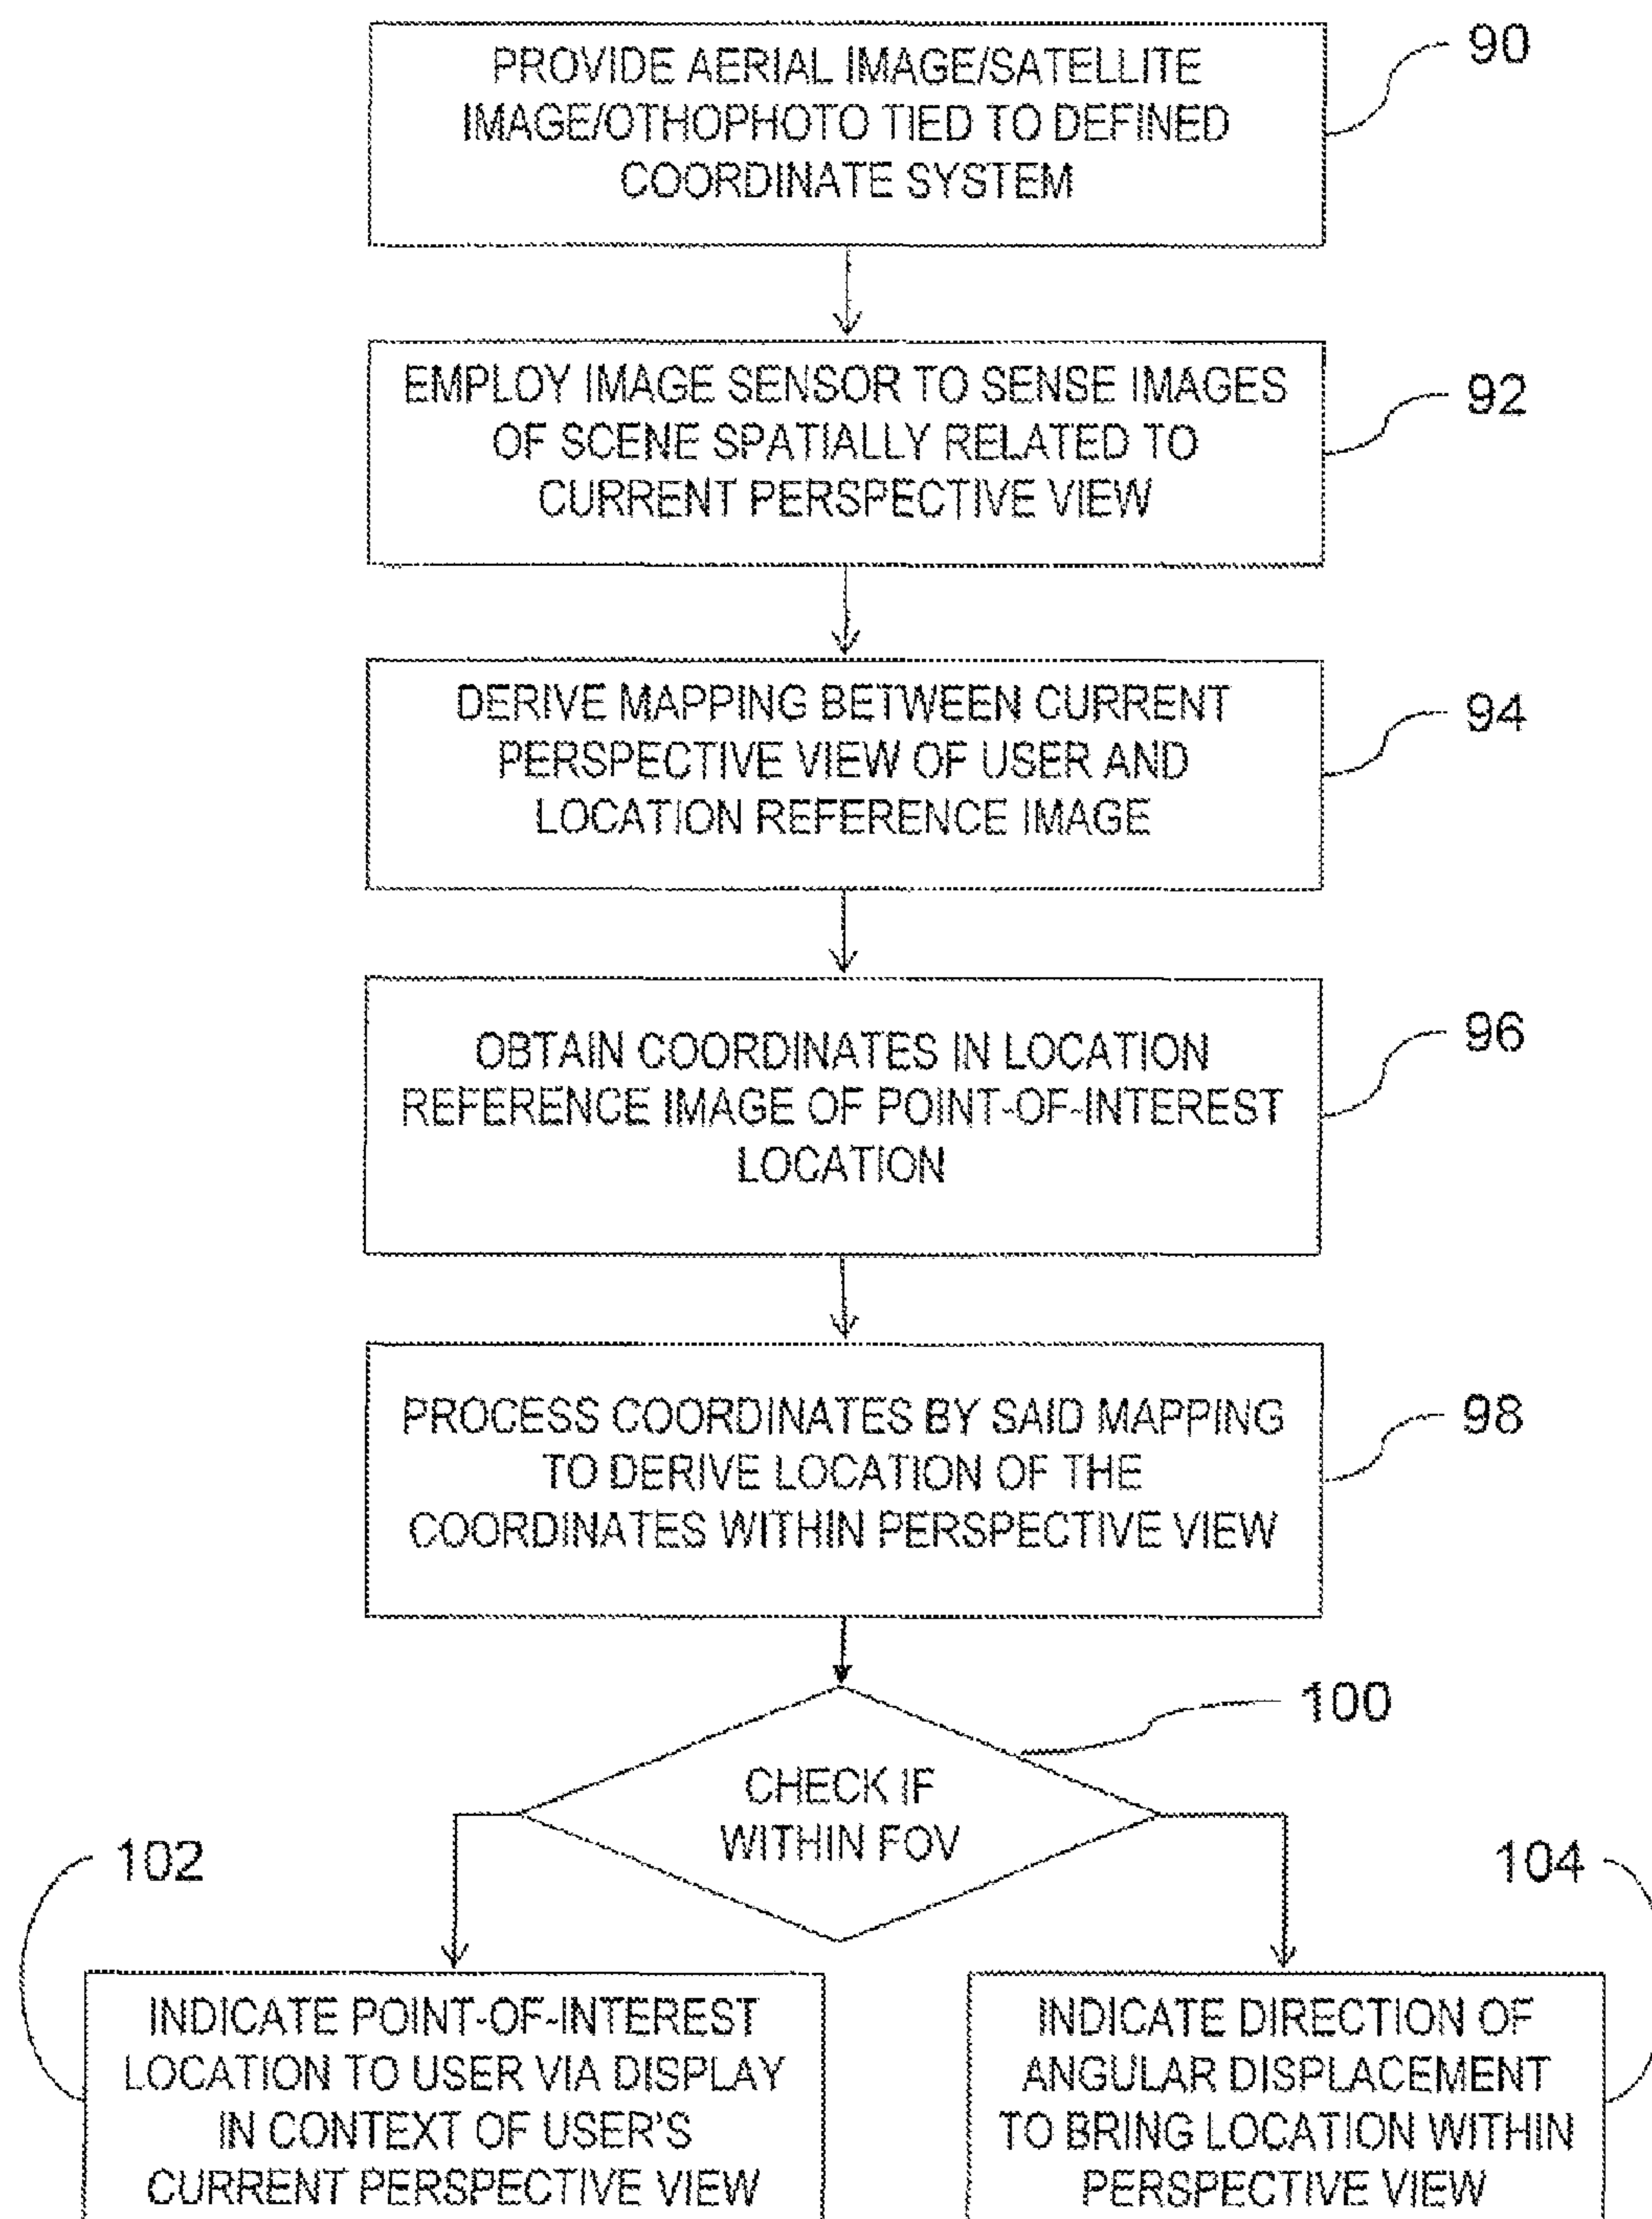 PROVIDE AERIAL IMAGE/SATELLITE
IMAGE/OTHOPHOTO TIED TO DEFINED
COORDINATE SYSTEM
90
EMPLOY IMAGE SENSOR TO SENSE IMAGES
OF SCENE SPATIALLY RELATED TO
CURRENT PERSPECTIVE VIEW
92
DERIVE MAPPING BETWEEN CURRENT
PERSPECTIVE VIEW OF USER AND
LOCATION REFERENCE IMAGE
94
OBTAIN COORDINATES IN LOCATION
REFERENCE IMAGE OF POINT-OF-INTEREST
LOCATION
96
PROCESS COORDINATES BY SAID MAPPING
TO DERIVE LOCATION OF THE
COORDINATES WITHIN PERSPECTIVE VIEW
98
CHECK IF
WITHIN FOV
100
102
INDICATE POINT-OF-INTEREST
LOCATION TO USER VIA DISPLAY
IN CONTEXT OF USER'S
CURRENT PERSPECTIVE VIEW
104
INDICATE DIRECTION OF
ANGULAR DISPLACEMENT
TO BRING LOCATION WITHIN
PERSPECTIVE VIEW